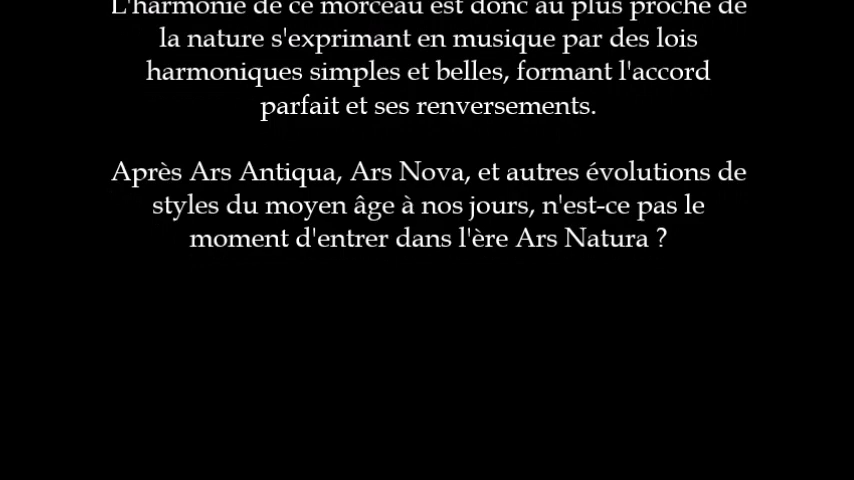 L'harmonie de ce morceau est donc au plus proche de
la nature s'exprimant en musique par des lois
harmoniques simples et belles, formant l'accord
parfait et ses renversements.
Après Ars Antiqua, Ars Nova, et autres évolutions de
styles du moyen âge à nos jours, n'est-ce pas le
moment d'entrer dans l'ère Ars Natura ?